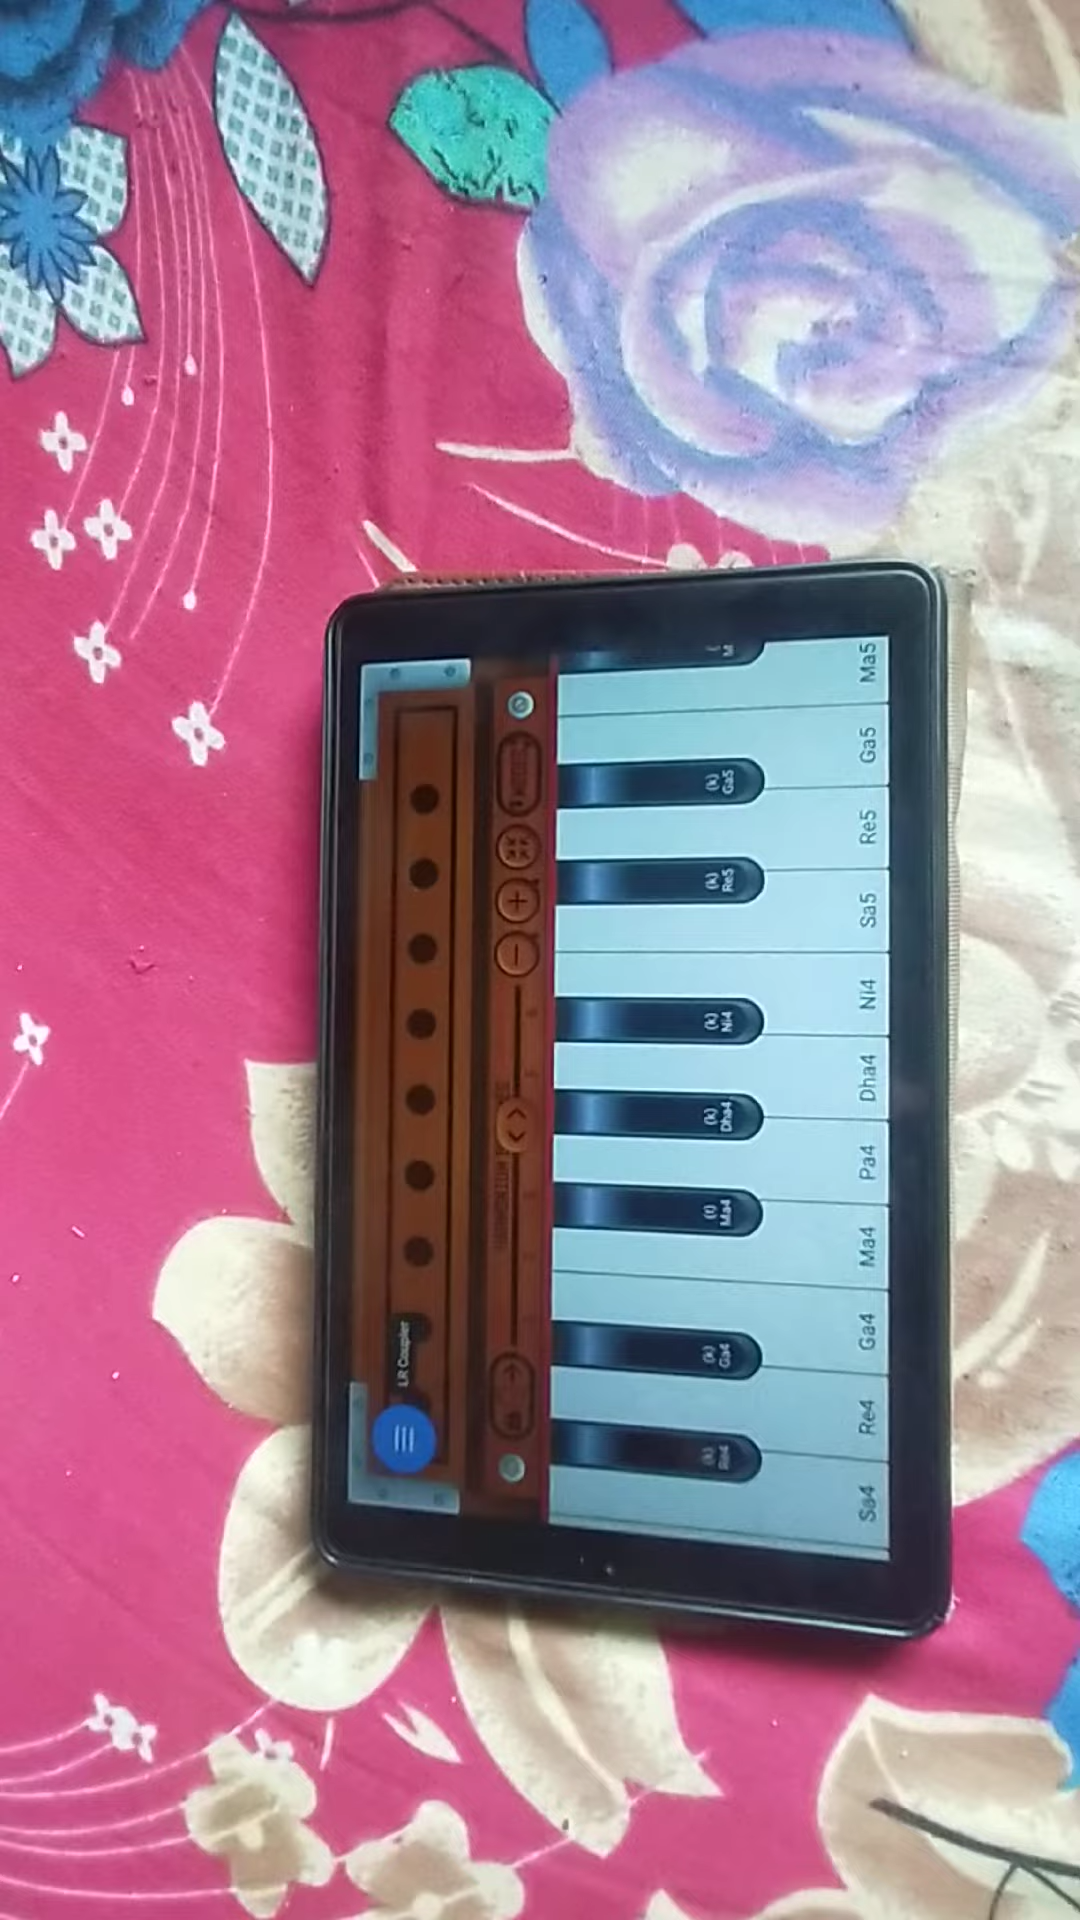 LR Coupler
(k)
Re4
(k)
Ga4
(t)
Ma4
(k)
Dha4
(k)
Ni4
(k)
Re5
(k)
Ga5
Sa4
Re4
Ga4
Ma4
Pa4
Dha4
Ni4
Sa5
Re5
Ga5
Ma5